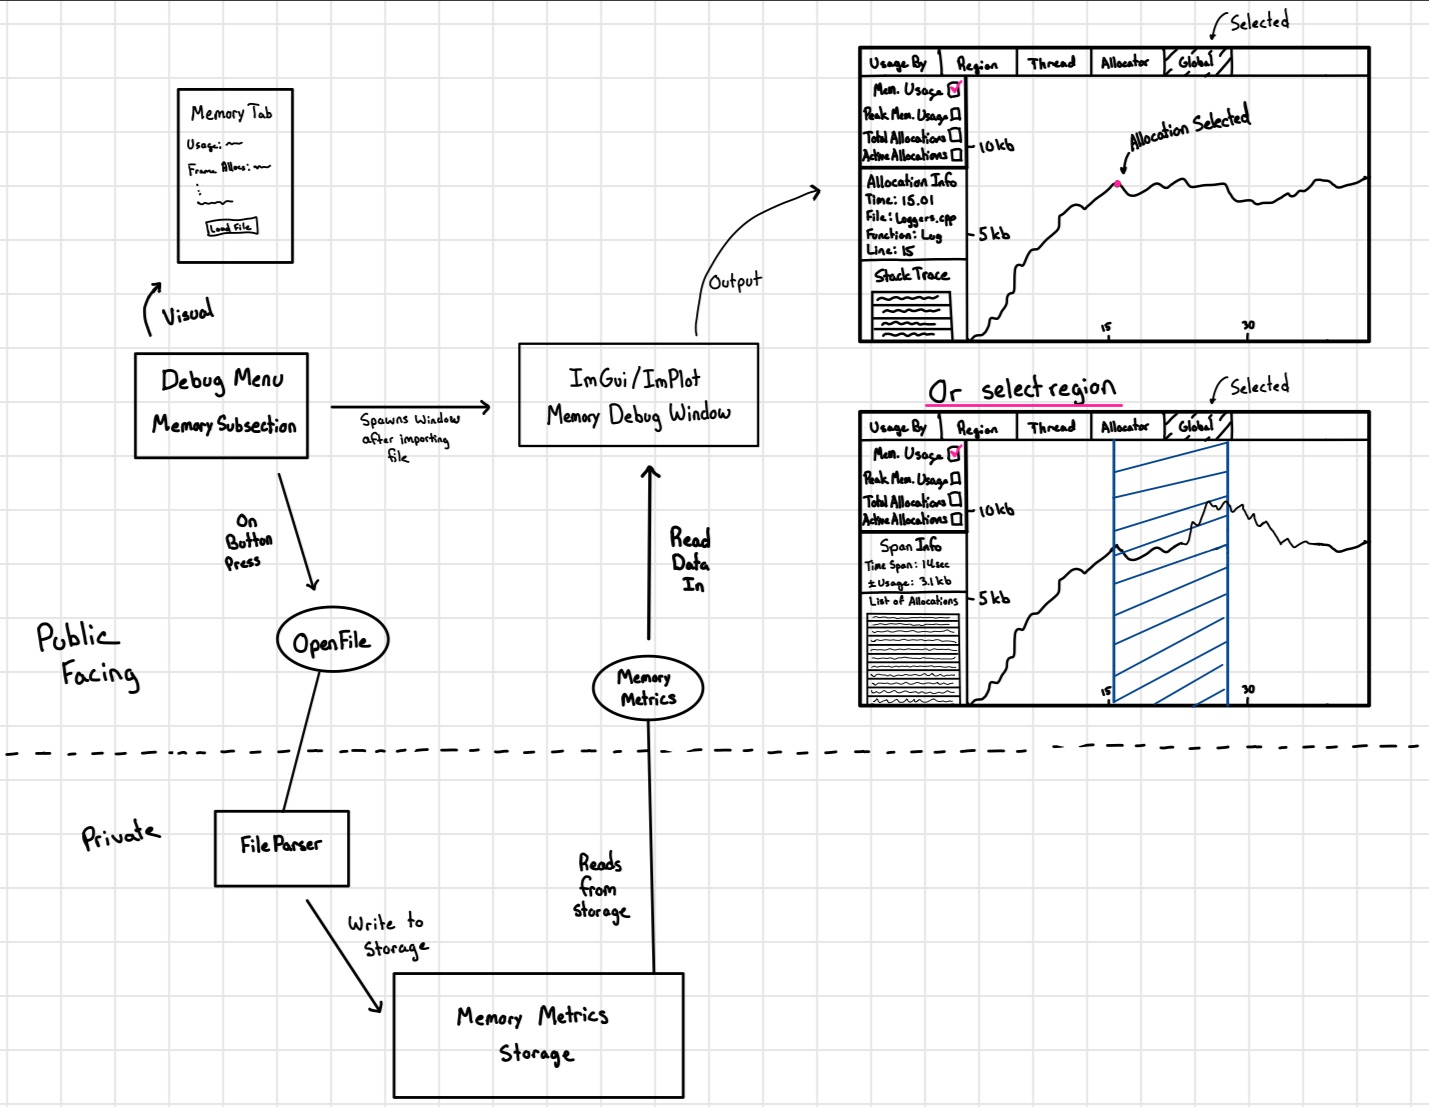 Memory Tab
Usage:
Frame Allocs:
Load File
Visual
Debug Menu
Memory Subsection
Spawns Window
after importing
file
ImGui/ImPlot
Memory Debug Window
Output
On
Button
Press
OpenFile
Read
Data
In
Memory
Metrics
Public
Facing
Private
FileParser
Write to
Storage
Reads
from
Storage
Memory Metrics
Storage
Selected
Usage By Region Thread Allocator Global
Mem. Usage
Peak Mem. Usage
Total Allocations
Active Allocations
10kb
Allocation Selected
Allocation Info
Time: 15.01
File: Loggers.cpp
Function: Log
Line: 15
5kb
Stack Trace
15 30
Or select region
Selected
Usage By Region Thread Allocator Global
Mem. Usage
Peak Mem. Usage
Total Allocations
Active Allocations
10kb
Span Info
Time Span: 14sec
± Usage: 3.1kb
List of Allocations
5kb
15 30